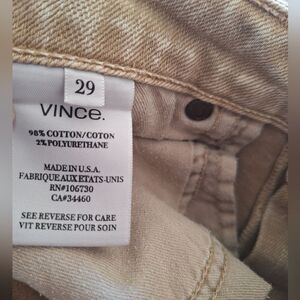 29
VINCE.
98% COTTON/COTON
2% POLYURETHANE
MADE IN U.S.A.
FABRIQUE AUX ETATS-UNIS
RN#106730
CA#34460
SEE REVERSE FOR CARE
VIT REVERSE POUR SOIN